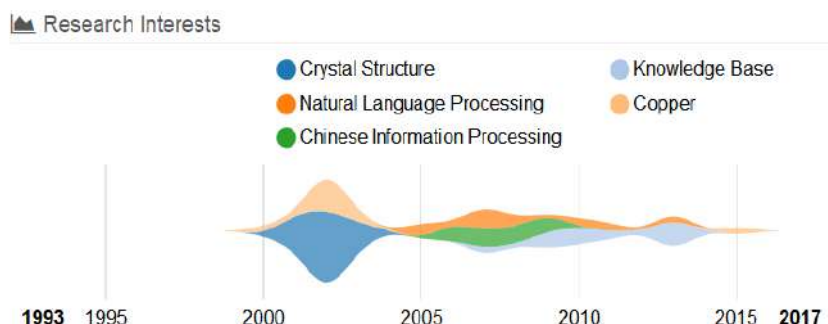 Research Interests
Crystal Structure
Knowledge Base
Natural Language Processing
Copper
Chinese Information Processing
1993 1995 2000 2005 2010 2015 2017